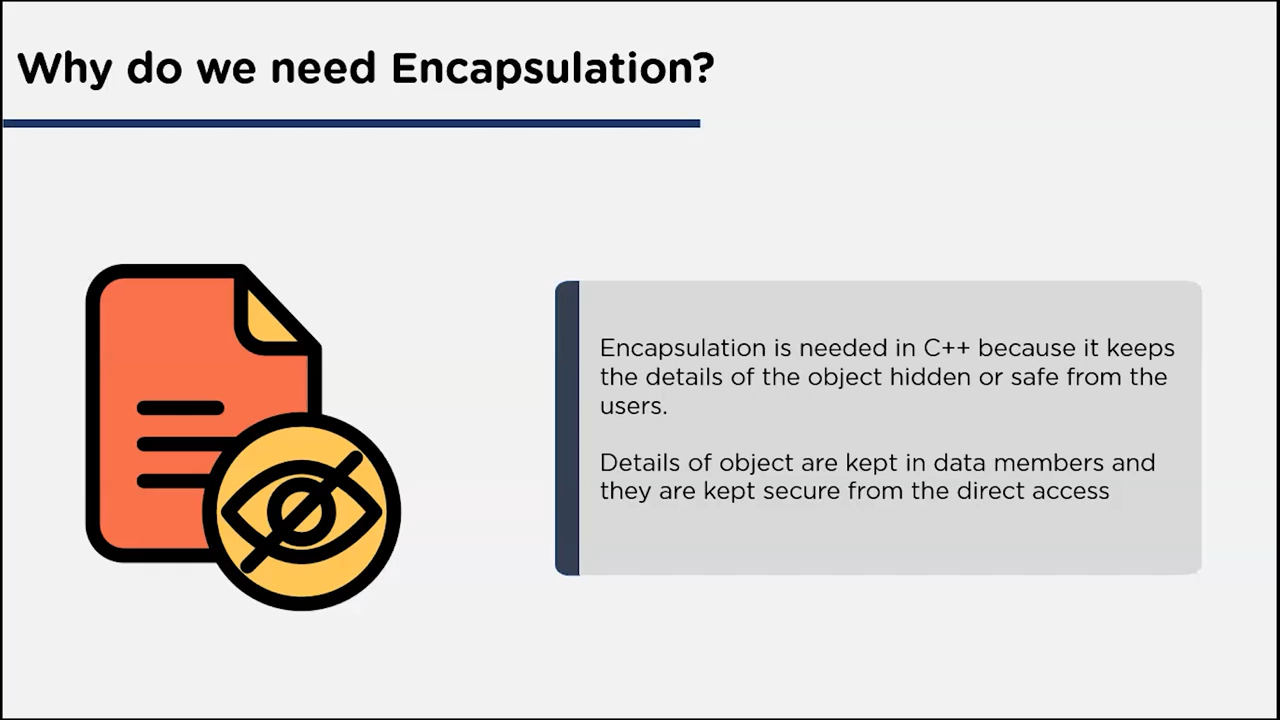 Why do we need Encapsulation?
Encapsulation is needed in C++ because it keeps
the details of the object hidden or safe from the
users.
Details of object are kept in data members and
they are kept secure from the direct access